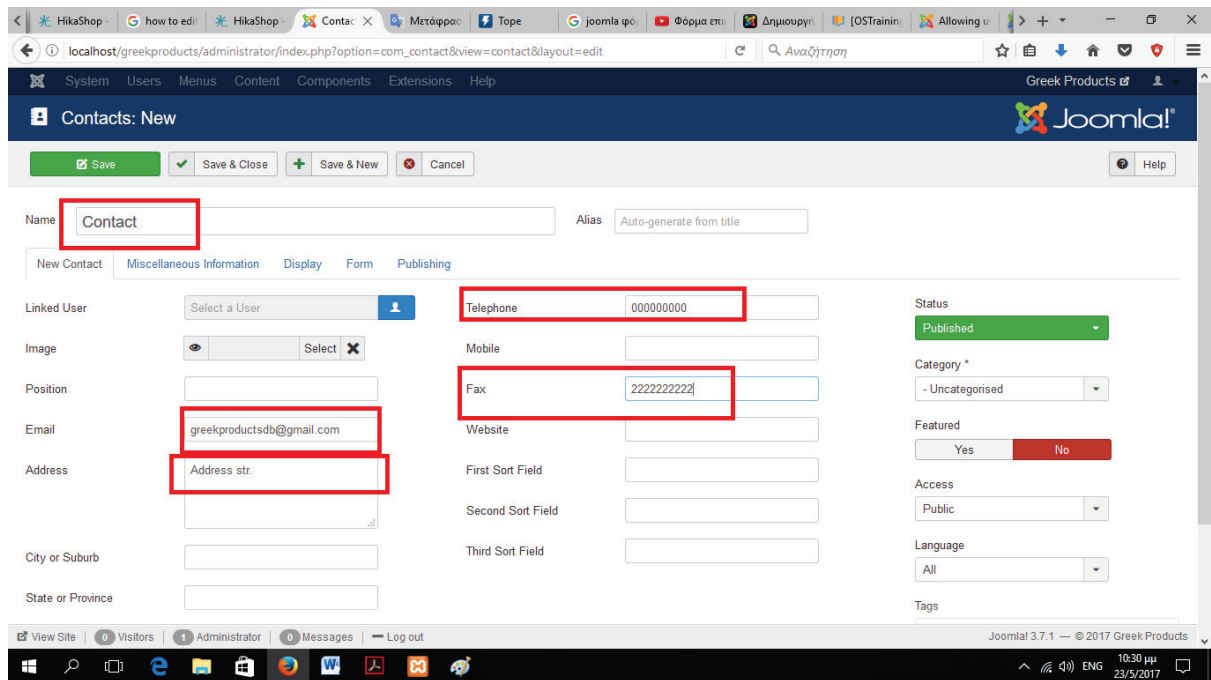 HikaShop -
how to edit
HikaShop -
Contac
Μετάφρασ
Tope
joomla φό
Φόρμα επι
Δημιουργή
[OSTraining
Allowing u
localhost/greekproducts/administrator/index.php?option=com_contact&view=contact&layout=edit
Αναζήτηση
System Users Menus Content Components Extensions Help
Greek Products
Contacts: New
Joomla!®
Save
Save & Close
Save & New
Cancel
Help
Name
Contact
Alias
Auto-generate from title
New Contact
Miscellaneous Information
Display
Form
Publishing
Linked User
Select a User
Image
Select
Position
Email
greekproductsdb@gmail.com
Address
Address str.
City or Suburb
State or Province
Telephone
000000000
Mobile
Fax
2222222222
Website
First Sort Field
Second Sort Field
Third Sort Field
Status
Published
Category *
- Uncategorised
Featured
Yes
No
Access
Public
Language
All
Tags
View Site
0 Visitors
1 Administrator
0 Messages
Log out
Joomla! 3.7.1 — © 2017 Greek Products
ENG
10:30 μμ
23/5/2017